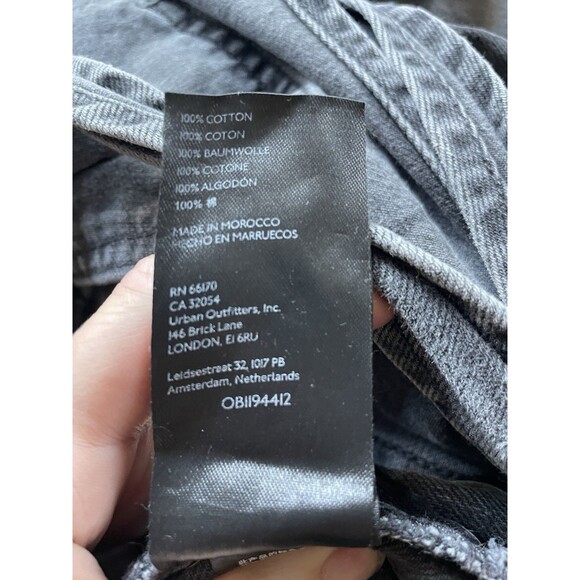 100% COTTON
100% COTON
100% BAUMWOLLE
100% COTONE
100% ALGODÓN
100% 棉
MADE IN MOROCCO
HECHO EN MARRUECOS
RN 66170
CA 32054
Urban Outfitters, Inc.
146 Brick Lane
LONDON, E1 6RU
Leidsestraat 32, 1017 PB
Amsterdam, Netherlands
OB1194412